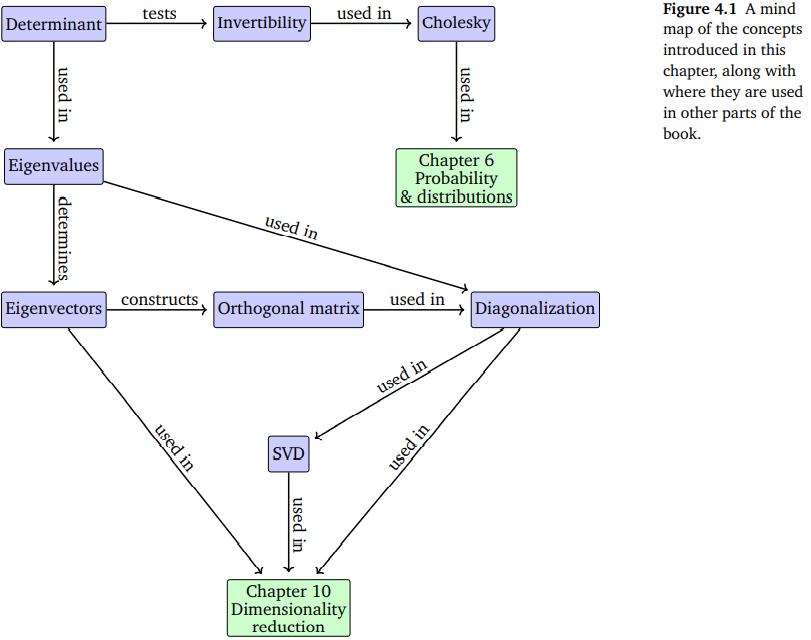 Determinant
tests
Invertibility
used in
Cholesky
Figure 4.1 A mind
map of the concepts
introduced in this
chapter, along with
where they are used
in other parts of the
book.
used in
used in
Eigenvalues
Chapter 6
Probability
& distributions
determines
used in
Eigenvectors
constructs
Orthogonal matrix
used in
Diagonalization
used in
used in
used in
SVD
used in
Chapter 10
Dimensionality
reduction